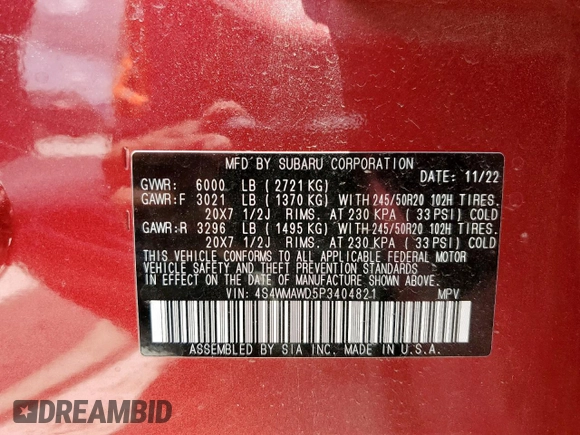 MFD BY SUBARU CORPORATION
GVWR: 6000 LB ( 2721 KG) DATE: 11/22
GAWR:F 3021 LB ( 1370 KG) WITH 245/50R20 102H TIRES.
20X7 1/2J RIMS. AT 230 KPA ( 33 PSI) COLD
GAWR:R 3296 LB ( 1495 KG) WITH 245/50R20 102H TIRES.
20X7 1/2J RIMS. AT 230 KPA ( 33 PSI) COLD
THIS VEHICLE CONFORMS TO ALL APPLICABLE FEDERAL MOTOR
VEHICLE SAFETY AND THEFT PREVENTION STANDARDS
IN EFFECT ON THE DATE OF MANUFACTURE SHOWN ABOVE.
VIN: 4S4WMAWD5P3404821 MPV
ASSEMBLED BY SIA INC. MADE IN U.S.A.
DREAMBID